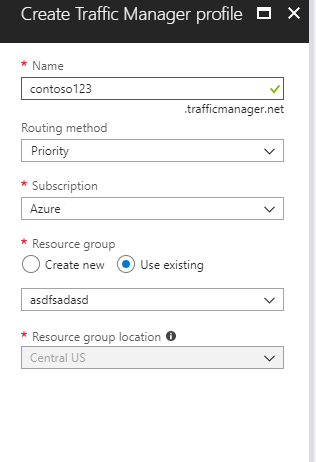 Create Traffic Manager profile
* Name
contoso123
.trafficmanager.net
Routing method
Priority
* Subscription
Azure
* Resource group
Create new Use existing
asdfsadasd
* Resource group location
Central US